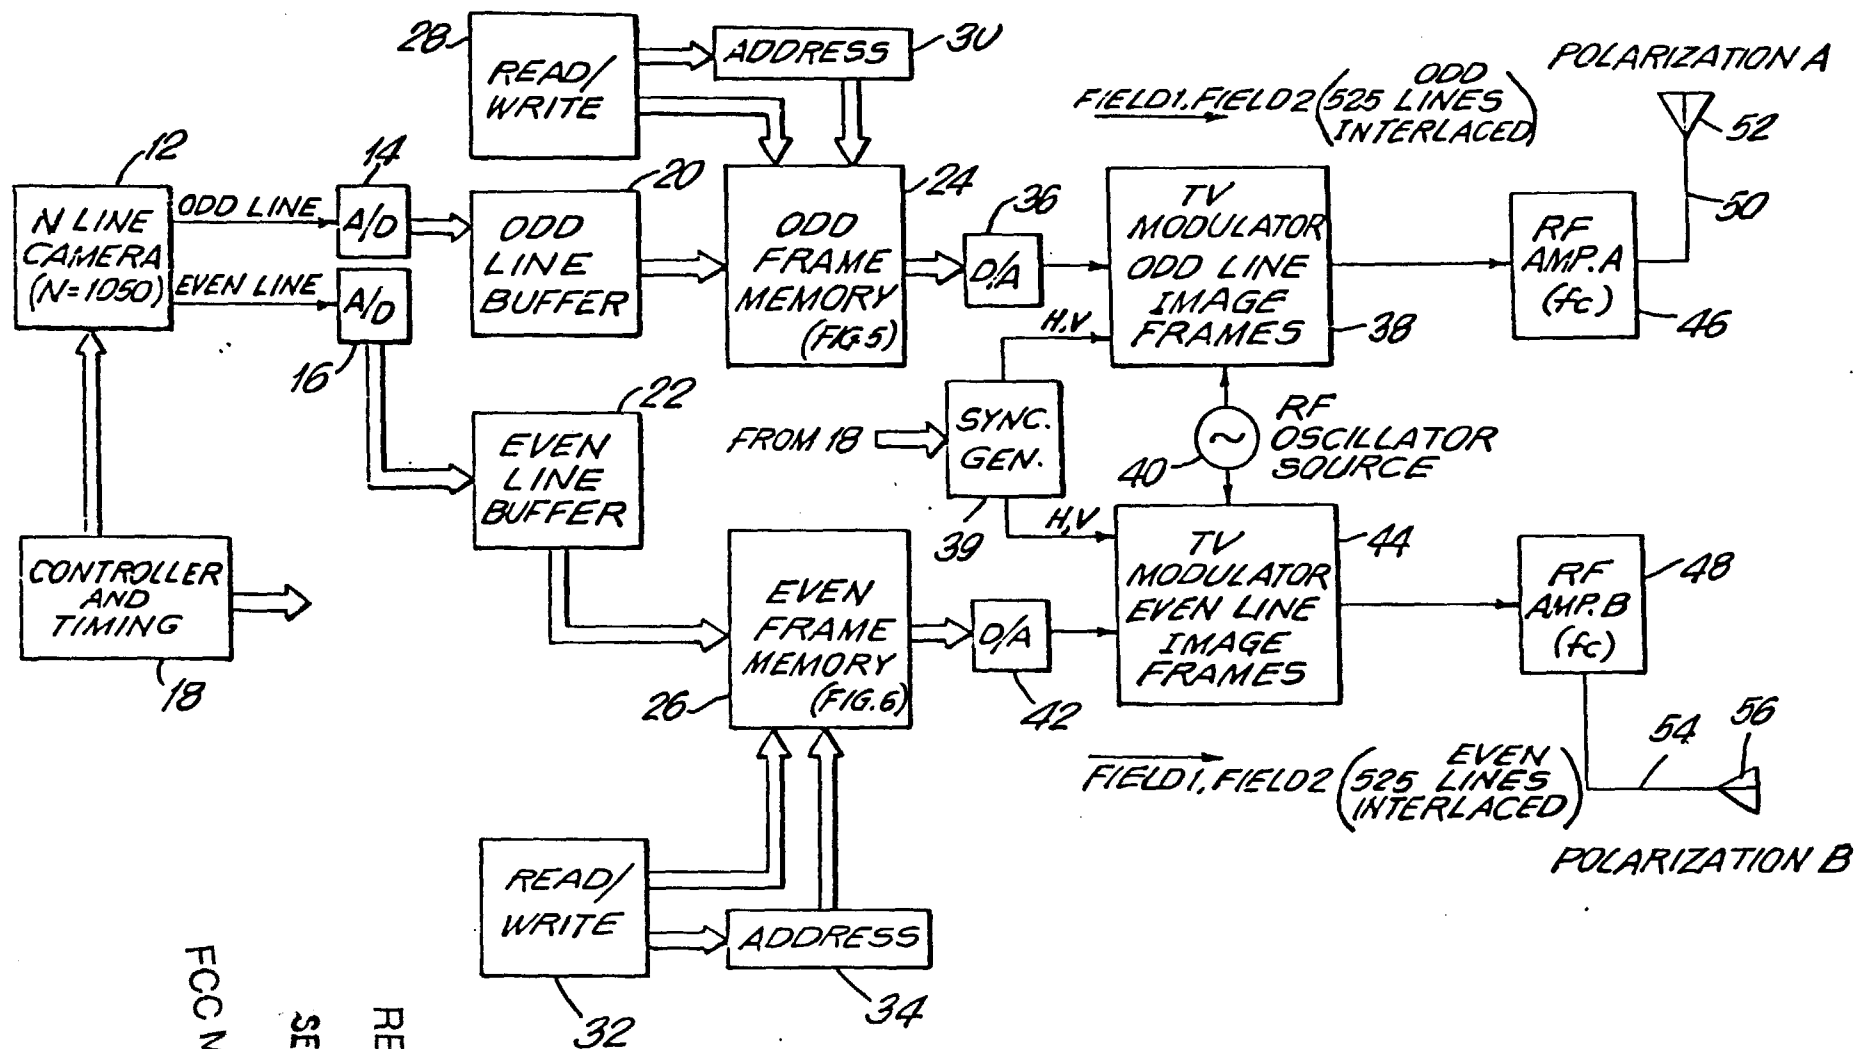 28
READ/
WRITE
ADDRESS
30
FIELD1, FIELD2
(525 ODD
LINES
INTERLACED)
POLARIZATION A
52
50
12
N LINE
CAMERA
(N=1050)
ODD LINE
EVEN LINE
14
A/D
A/D
16
20
ODD
LINE
BUFFER
24
ODD
FRAME
MEMORY
(FIG.5)
36
D/A
TV
MODULATOR
ODD LINE
IMAGE
FRAMES
38
RF
AMP. A
(fc)
46
H,V
22
EVEN
LINE
BUFFER
FROM 18
SYNC.
GEN.
39
H,V
40
RF
OSCILLATOR
SOURCE
CONTROLLER
AND
TIMING
18
EVEN
FRAME
MEMORY
(FIG.6)
26
D/A
42
TV
MODULATOR
EVEN LINE
IMAGE
FRAMES
44
RF
AMP. B
(fc)
48
54
56
FIELD1, FIELD2
(525 EVEN
LINES
INTERLACED)
POLARIZATION B
READ/
WRITE
32
ADDRESS
34
FCC M
SE
RE